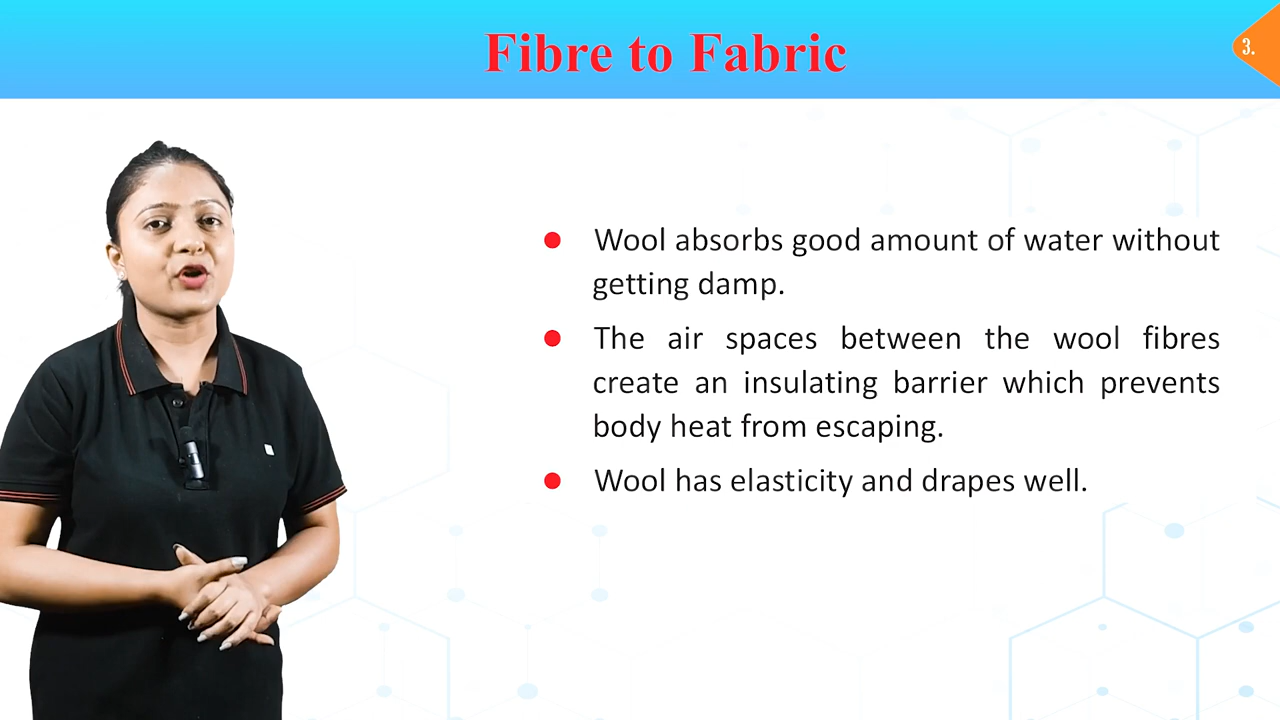 Fibre to Fabric
3.
Wool absorbs good amount of water without
getting damp.
The air spaces between the wool fibres
create an insulating barrier which prevents
body heat from escaping.
Wool has elasticity and drapes well.